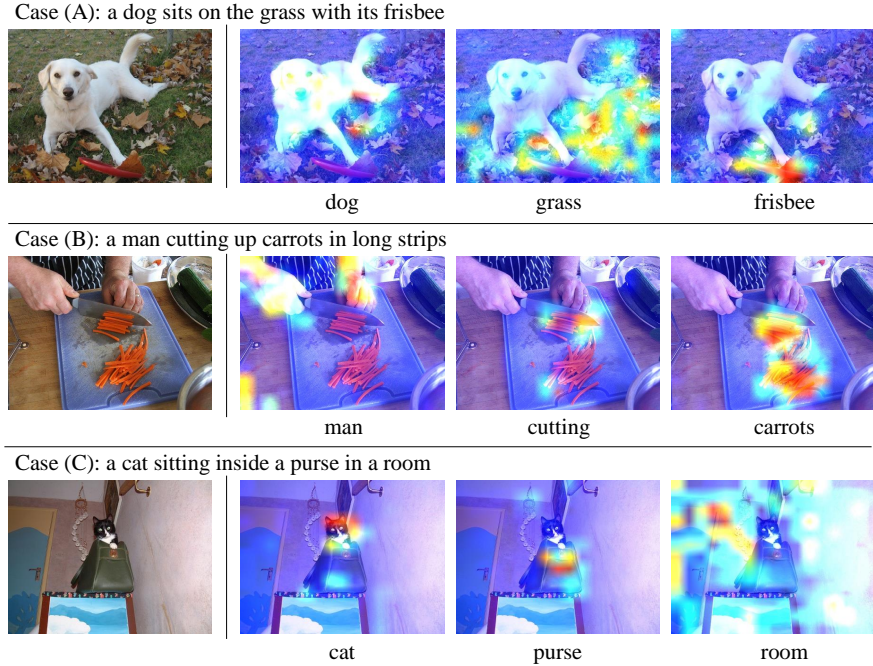 Case (A): a dog sits on the grass with its frisbee
dog grass frisbee
Case (B): a man cutting up carrots in long strips
man cutting carrots
Case (C): a cat sitting inside a purse in a room
cat purse room